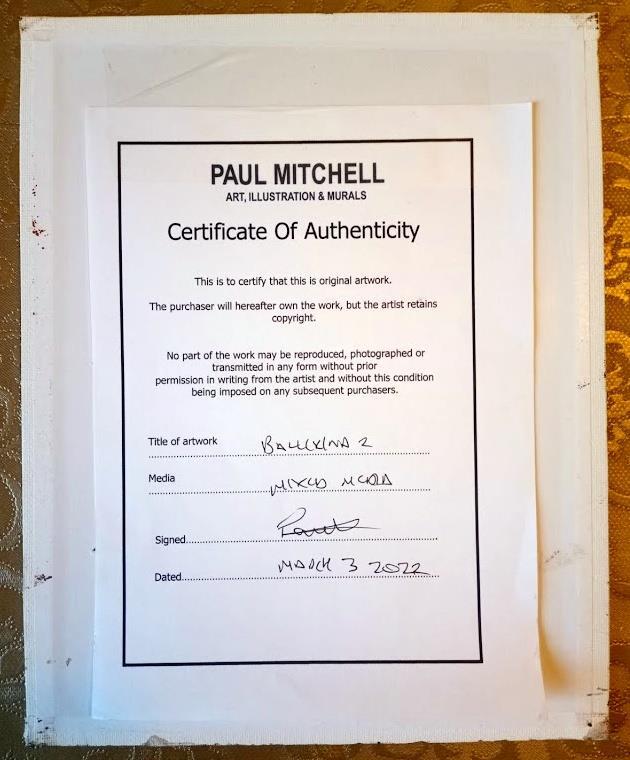 PAUL MITCHELL
ART, ILLUSTRATION & MURALS
Certificate Of Authenticity
This is to certify that this is original artwork.
The purchaser will hereafter own the work, but the artist retains
copyright.
No part of the work may be reproduced, photographed or
transmitted in any form without prior
permission in writing from the artist and without this condition
being imposed on any subsequent purchasers.
Title of artwork BALLERINA 2
Media MIXED MEDIA
Signed
Dated MARCH 3 2022